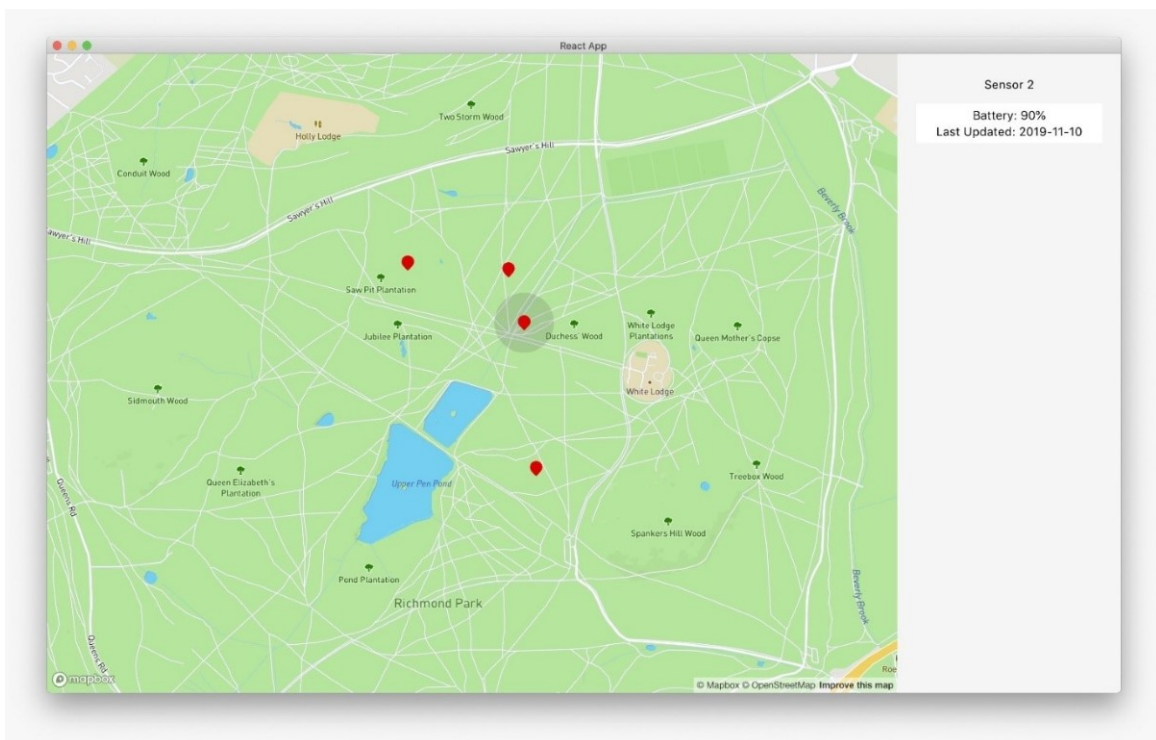 React App
Sensor 2
Battery: 90%
Last Updated: 2019-11-10
Two Storm Wood
Holly Lodge
Sawyer's Hill
Conduit Wood
Beverly Brook
Sawyer's Hill
awyer's Hill
Saw Pit Plantation
Jubilee Plantation
Duchess' Wood
White Lodge
Plantations
Queen Mother's Copse
White Lodge
Sidmouth Wood
Queen Elizabeth's
Plantation
Upper Pen Pond
Treebox Wood
Queens Rd
Spankers Hill Wood
Pond Plantation
Beverly Brook
Richmond Park
Queens Rd
Roe
mapbox
© Mapbox © OpenStreetMap Improve this map